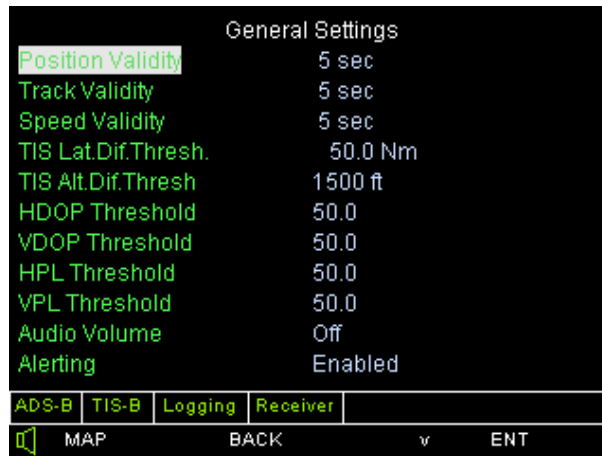 General Settings
Position Validity 5 sec
Track Validity 5 sec
Speed Validity 5 sec
TIS Lat.Dif.Thresh. 50.0 Nm
TIS Alt.Dif.Thresh 1500 ft
HDOP Threshold 50.0
VDOP Threshold 50.0
HPL Threshold 50.0
VPL Threshold 50.0
Audio Volume Off
Alerting Enabled
ADS-B TIS-B Logging Receiver
MAP BACK v ENT